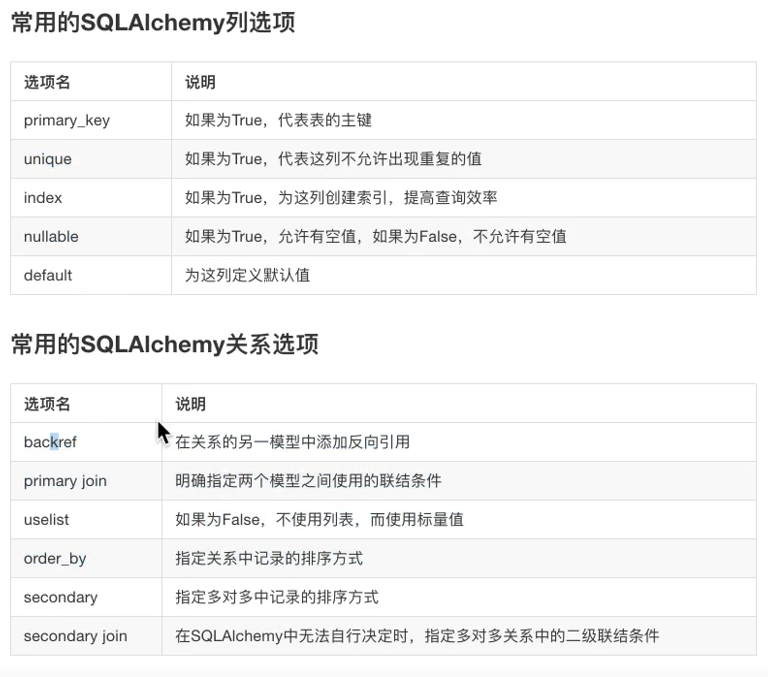 常用的SQLAlchemy列选项
选项名 说明
primary_key 如果为True，代表表的主键
unique 如果为True，代表这列不允许出现重复的值
index 如果为True，为这列创建索引，提高查询效率
nullable 如果为True，允许有空值，如果为False，不允许有空值
default 为这列定义默认值
常用的SQLAlchemy关系选项
选项名 说明
backref 在关系的另一模型中添加反向引用
primary join 明确指定两个模型之间使用的联结条件
uselist 如果为False，不使用列表，而使用标量值
order_by 指定关系中记录的排序方式
secondary 指定多对多中记录的排序方式
secondary join 在SQLAlchemy中无法自行决定时，指定多对多关系中的二级联结条件